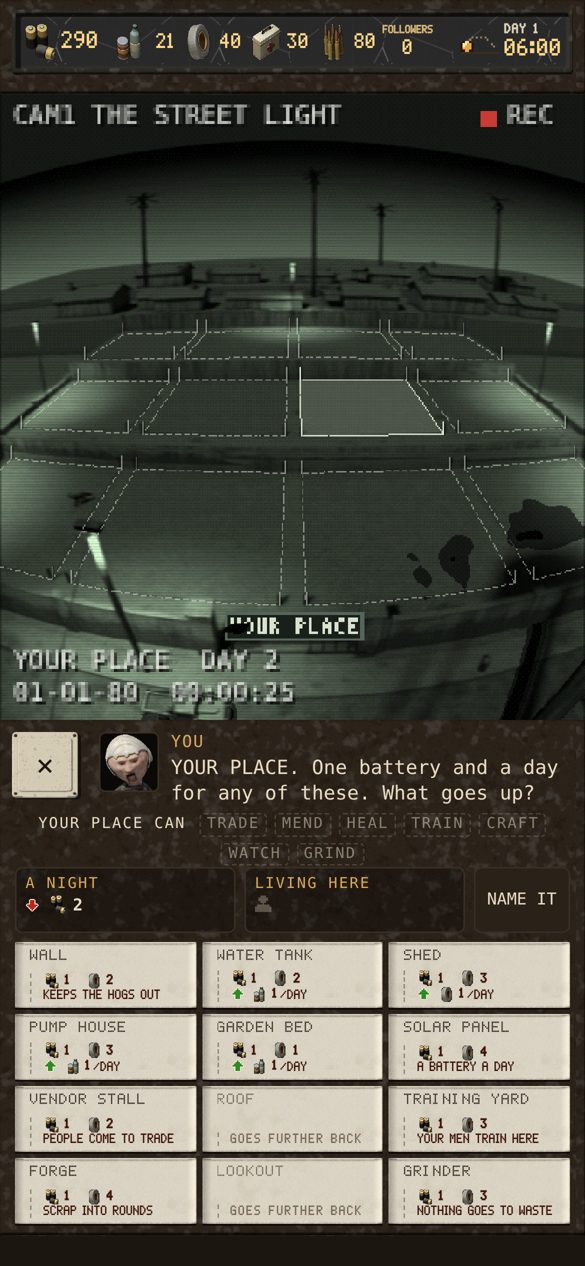 290 21 40 30 80 FOLLOWERS 0 DAY 1 06:00
CAM1 THE STREET LIGHT REC
YOUR PLACE
YOUR PLACE DAY 2
01-01-80 00:00:25
×
YOU
YOUR PLACE. One battery and a day
for any of these. What goes up?
YOUR PLACE CAN TRADE MEND HEAL TRAIN CRAFT
WATCH GRIND
A NIGHT
2
LIVING HERE
NAME IT
WALL
1 2
KEEPS THE HOGS OUT
WATER TANK
1 2
1/DAY
SHED
1 3
1/DAY
PUMP HOUSE
1 3
1/DAY
GARDEN BED
1 1
1/DAY
SOLAR PANEL
1 4
A BATTERY A DAY
VENDOR STALL
1 2
PEOPLE COME TO TRADE
ROOF
GOES FURTHER BACK
TRAINING YARD
1 3
YOUR MEN TRAIN HERE
FORGE
1 4
SCRAP INTO ROUNDS
LOOKOUT
GOES FURTHER BACK
GRINDER
1 3
NOTHING GOES TO WASTE